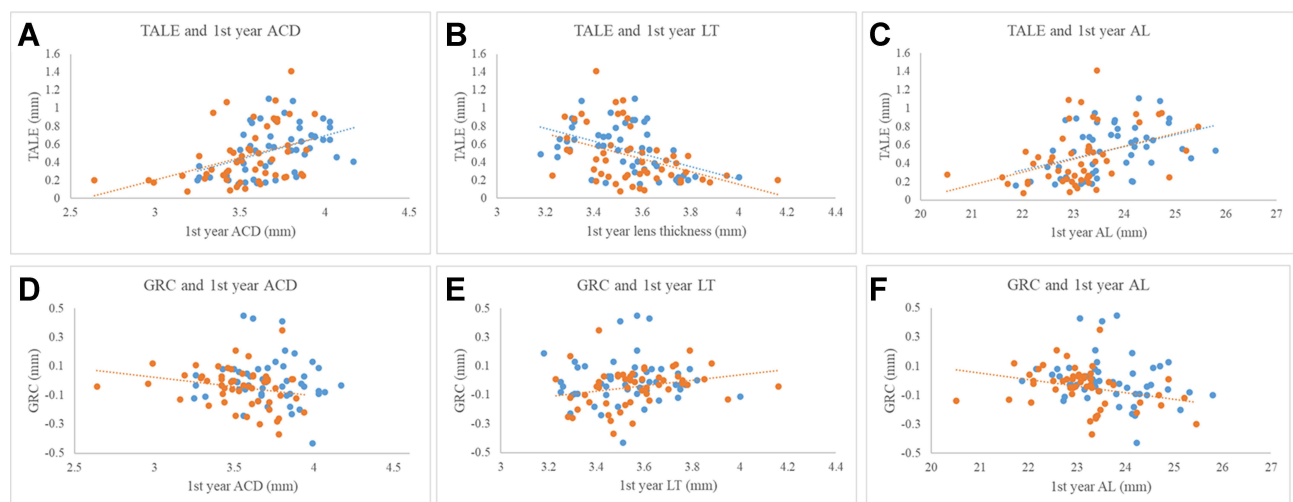 A
TALE and 1st year ACD
1.6
1.4
1.2
1
0.8
0.6
0.4
0.2
0
TALE (mm)
2.5 3 3.5 4 4.5
1st year ACD (mm)
B
TALE and 1st year LT
1.6
1.4
1.2
1
0.8
0.6
0.4
0.2
0
TALE (mm)
3 3.2 3.4 3.6 3.8 4 4.2 4.4
1st year lens thickness (mm)
C
TALE and 1st year AL
1.6
1.4
1.2
1
0.8
0.6
0.4
0.2
0
TALE (mm)
20 21 22 23 24 25 26 27
1st year AL (mm)
D
GRC and 1st year ACD
0.5
0.3
0.1
-0.1
-0.3
-0.5
GRC (mm)
2.5 3 3.5 4 4.5
1st year ACD (mm)
E
GRC and 1st year LT
0.5
0.3
0.1
-0.1
-0.3
-0.5
GRC (mm)
3 3.2 3.4 3.6 3.8 4 4.2 4.4
1st year LT (mm)
F
GRC and 1st year AL
0.5
0.3
0.1
-0.1
-0.3
-0.5
GRC (mm)
20 21 22 23 24 25 26 27
1st year AL (mm)